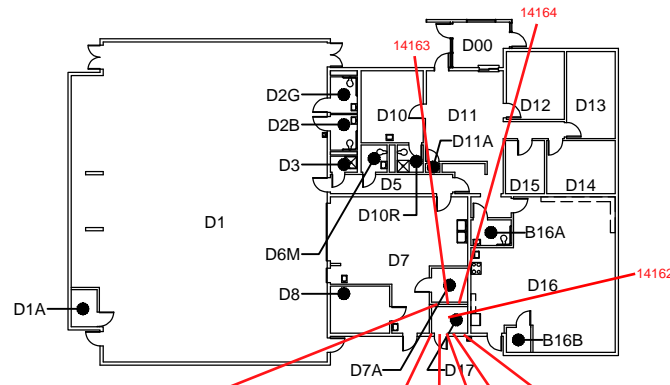 14164
14163
D00
D2G
D10
D11
D12
D13
D2B
D11A
D3
D5
D15
D14
D1
D10R
B16A
D6M
D7
D16
14162
D8
D1A
B16B
D7A
D17